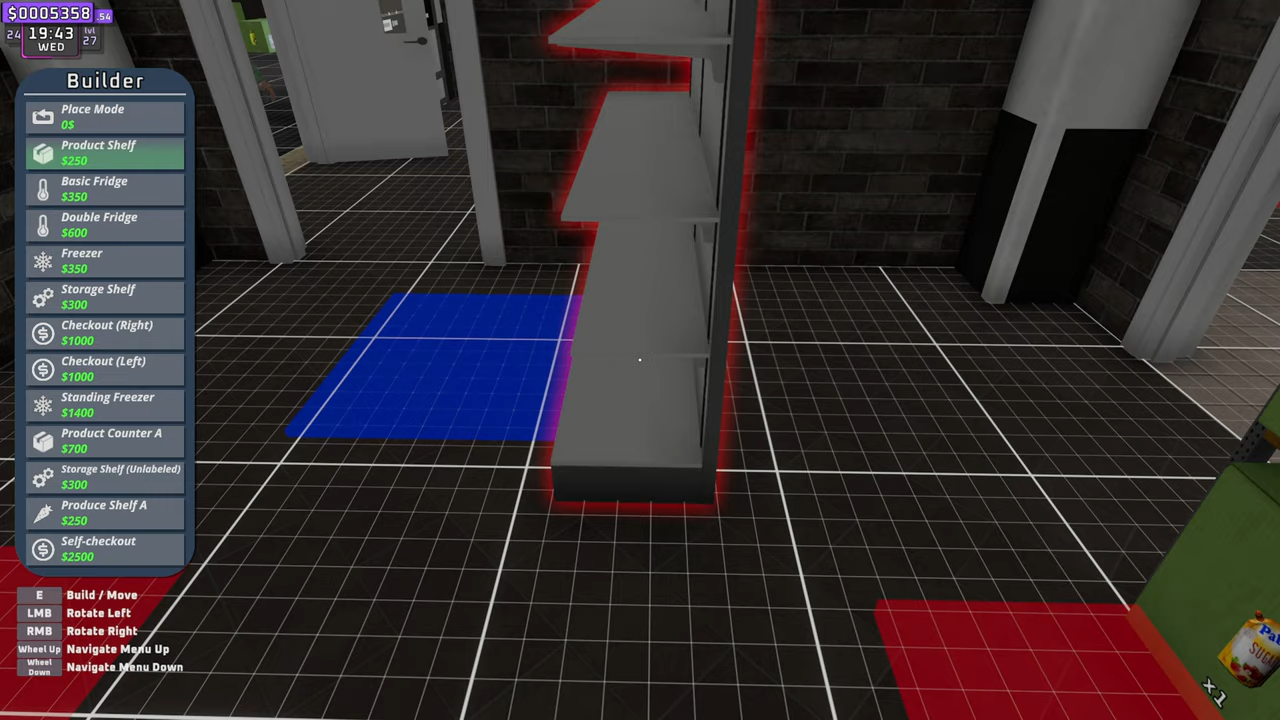 $0005358.54
24 19:43 lvl
WED 27
Builder
Place Mode
0$
Product Shelf
$250
Basic Fridge
$350
Double Fridge
$600
Freezer
$350
Storage Shelf
$300
Checkout (Right)
$1000
Checkout (Left)
$1000
Standing Freezer
$1400
Product Counter A
$700
Storage Shelf (Unlabeled)
$300
Produce Shelf A
$250
Self-checkout
$2500
E Build / Move
LMB Rotate Left
RMB Rotate Right
Wheel Up Navigate Menu Up
Wheel Down Navigate Menu Down
SUGAR
x1